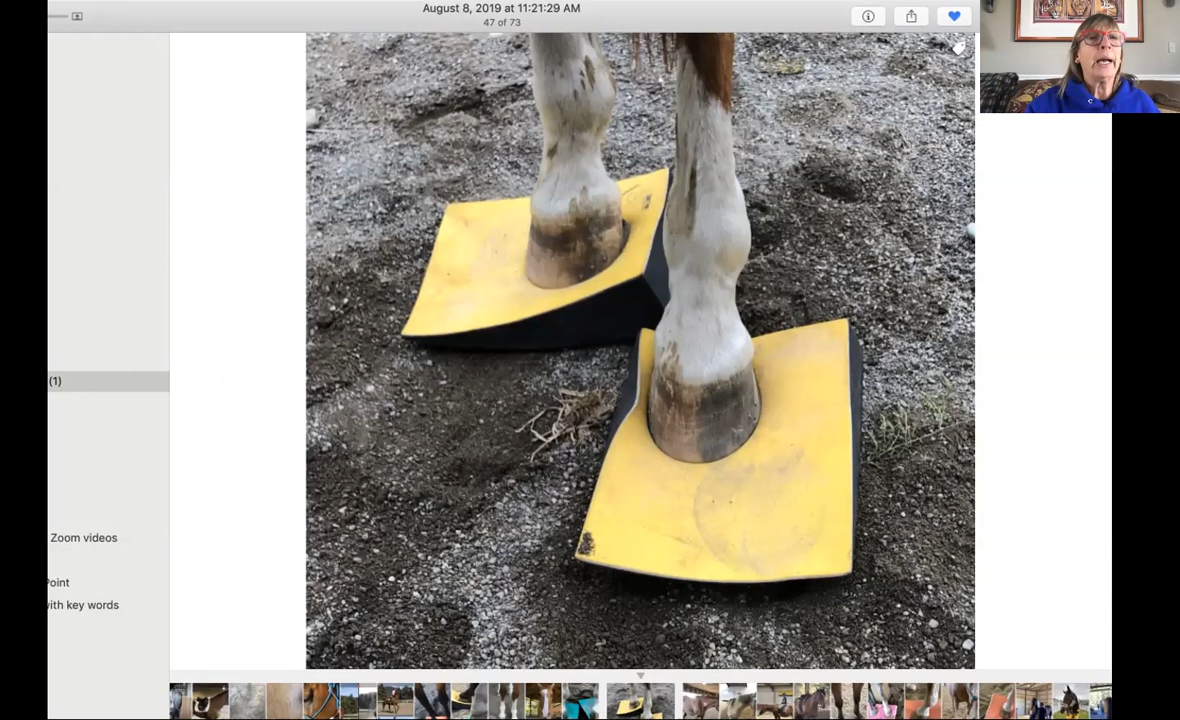 August 8, 2019 at 11:21:29 AM
47 of 73
(1)
Zoom videos
Point
with key words